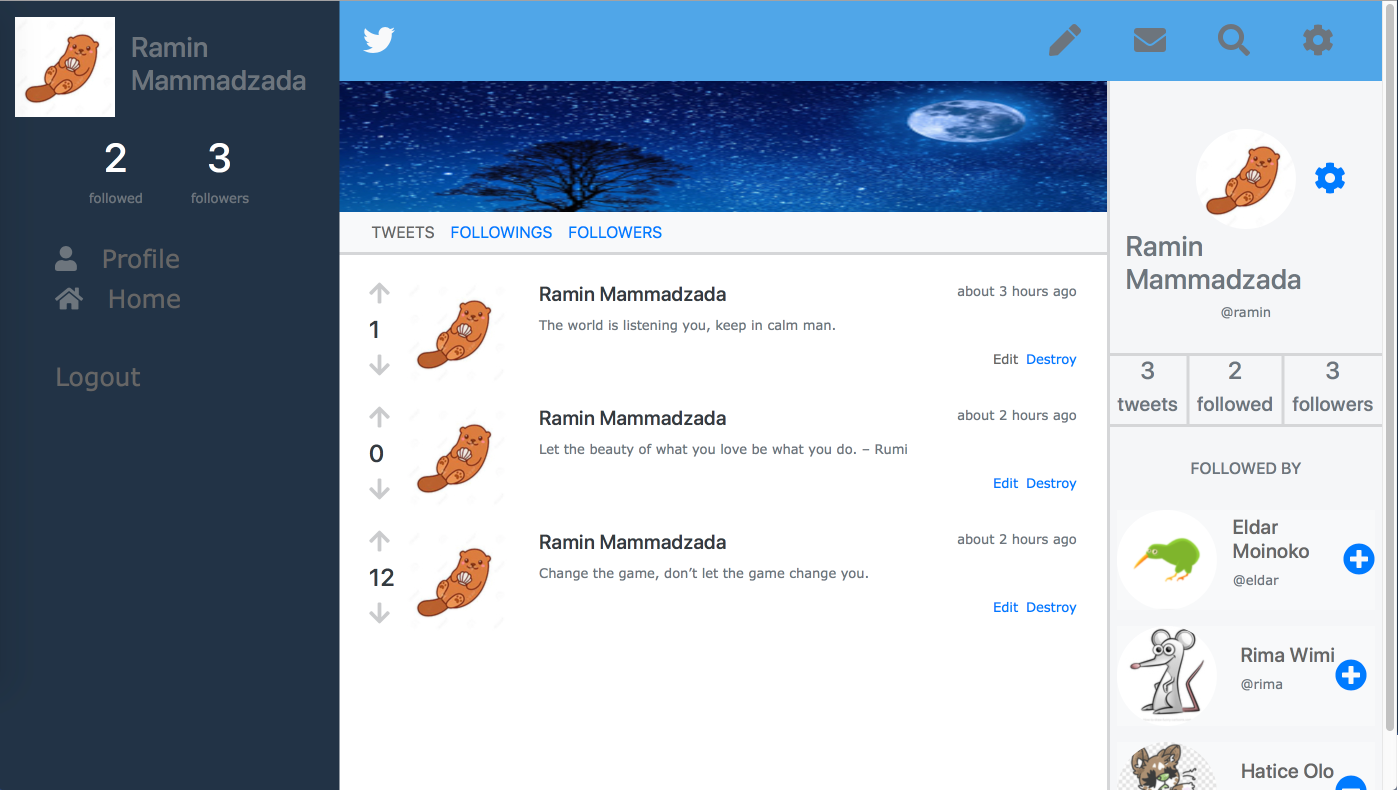 Ramin
Mammadzada
2 3
followed followers
Profile
Home
Logout
TWEETS FOLLOWINGS FOLLOWERS
1
Ramin Mammadzada about 3 hours ago
The world is listening you, keep in calm man.
Edit Destroy
0
Ramin Mammadzada about 2 hours ago
Let the beauty of what you love be what you do. – Rumi
Edit Destroy
12
Ramin Mammadzada about 2 hours ago
Change the game, don’t let the game change you.
Edit Destroy
Ramin
Mammadzada
@ramin
3 2 3
tweets followed followers
FOLLOWED BY
Eldar
Moinoko
@eldar
Rima Wimi
@rima
Hatice Olo